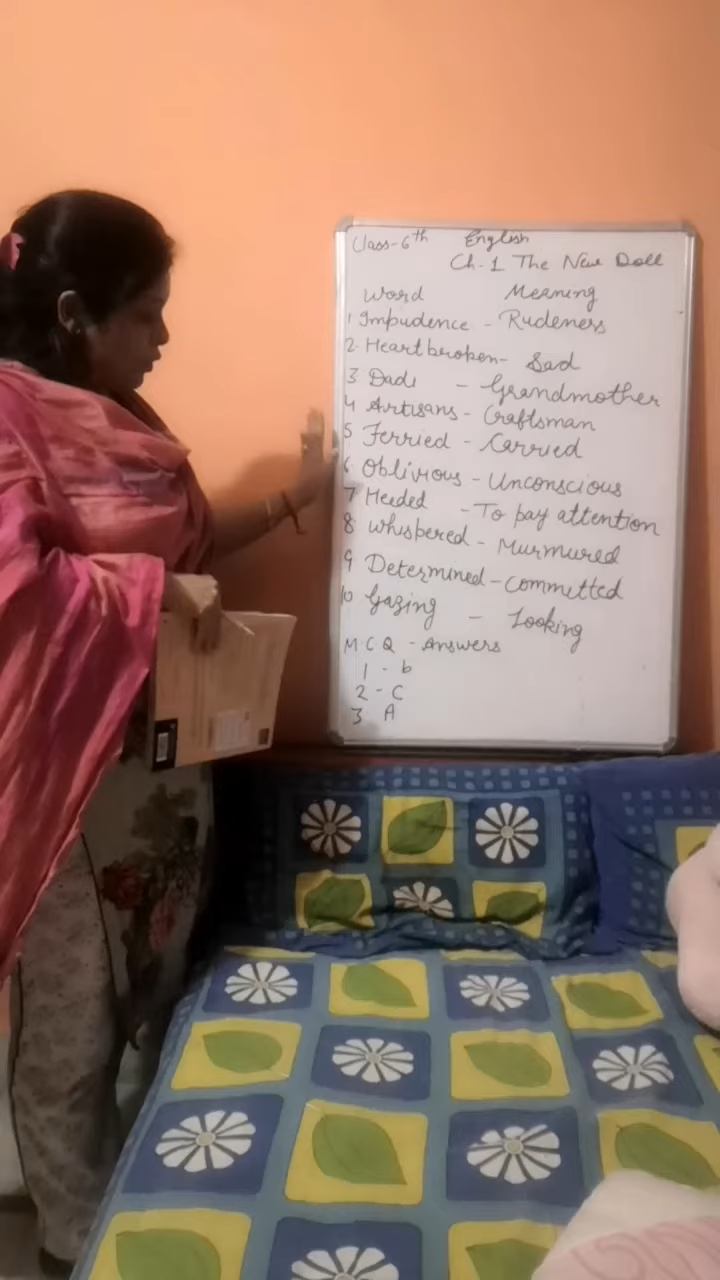 Class-6th English
Ch.1 The New Doll
Word Meaning
1 Impudence - Rudeness
2. Heartbroken - Sad
3 Dadi - Grandmother
4 Artisans - Craftsman
5 Ferried - Carried
6. Oblivious - Unconscious
7 Heeded - To pay attention
8 Whispered - Murmured
9 Determined - Committed
10 Gazing - Looking
M C Q - Answers
1 - b
2 - C
3 A